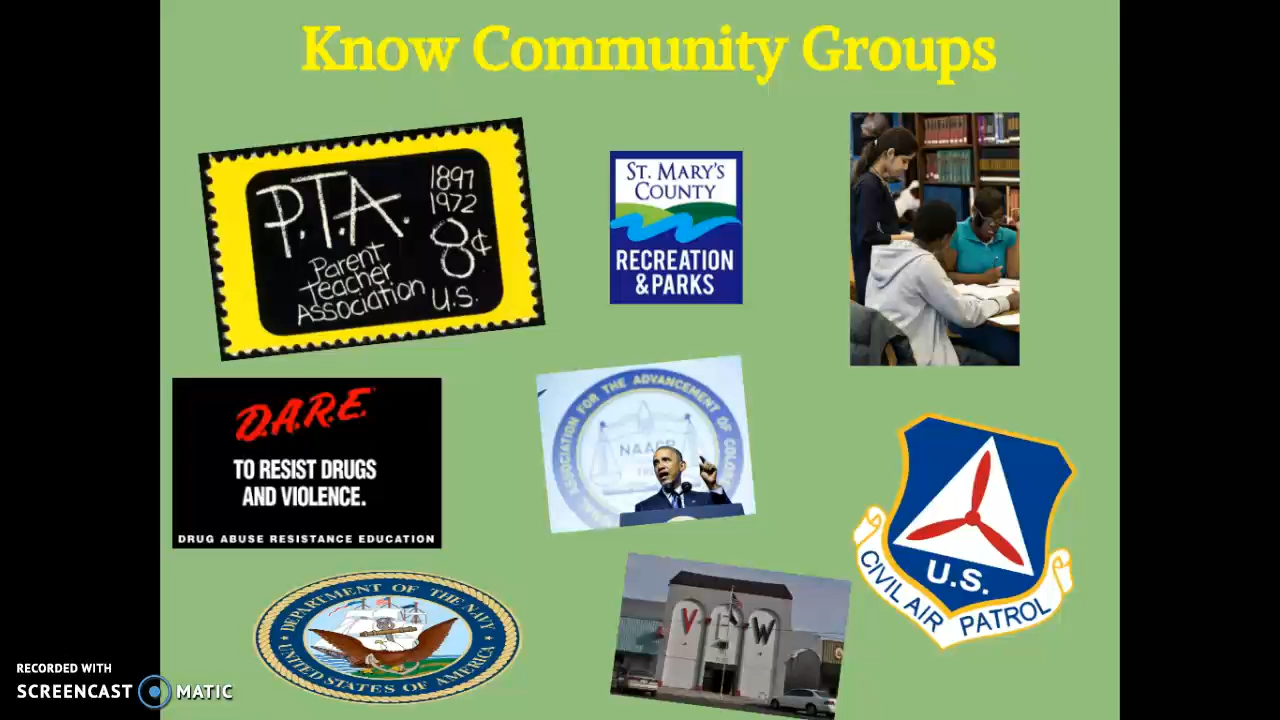 Know Community Groups
P.T.A.
1897
1972
8¢
Parent
Teacher
Association
U.S.
ST. MARY'S
COUNTY
RECREATION
& PARKS
D.A.R.E.
TO RESIST DRUGS
AND VIOLENCE.
DRUG ABUSE RESISTANCE EDUCATION
ASSOCIATION FOR THE ADVANCEMENT OF
NAACP
U.S.
CIVIL AIR PATROL
DEPARTMENT OF THE NAVY
UNITED STATES OF AMERICA
V F W
RECORDED WITH
SCREENCAST MATIC